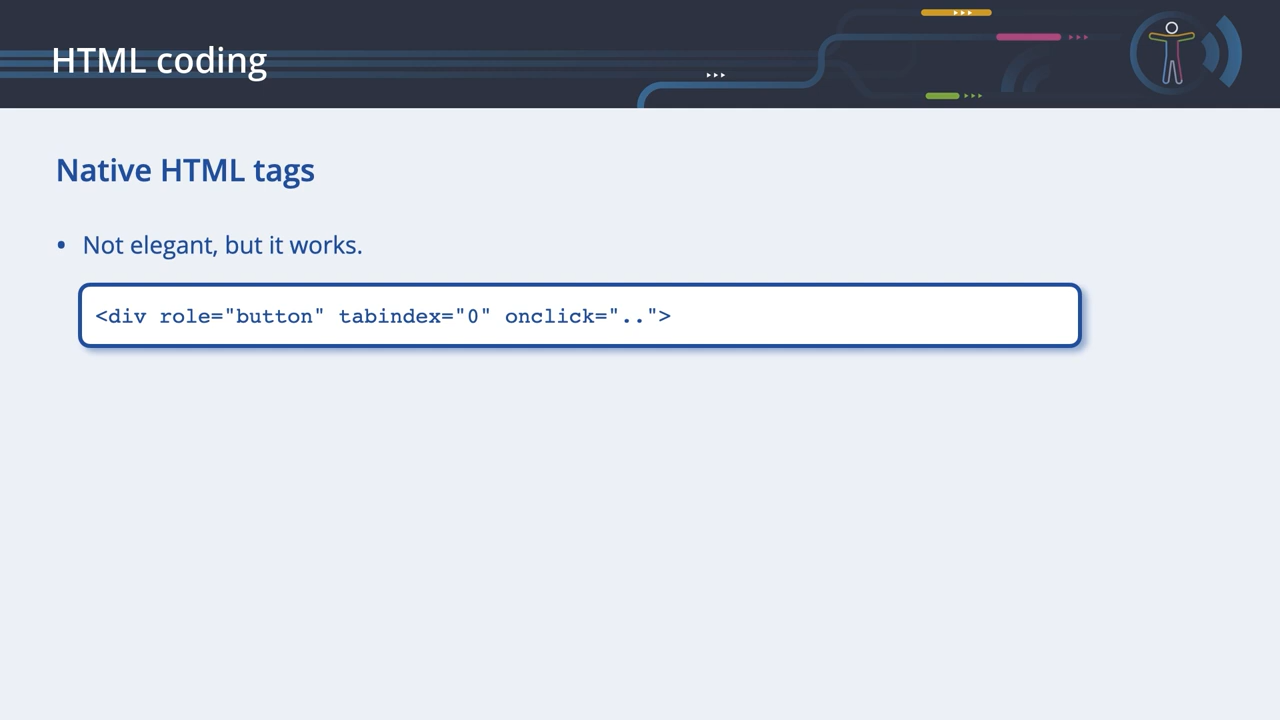 HTML coding
Native HTML tags
• Not elegant, but it works.
<div role="button" tabindex="0" onclick="..">